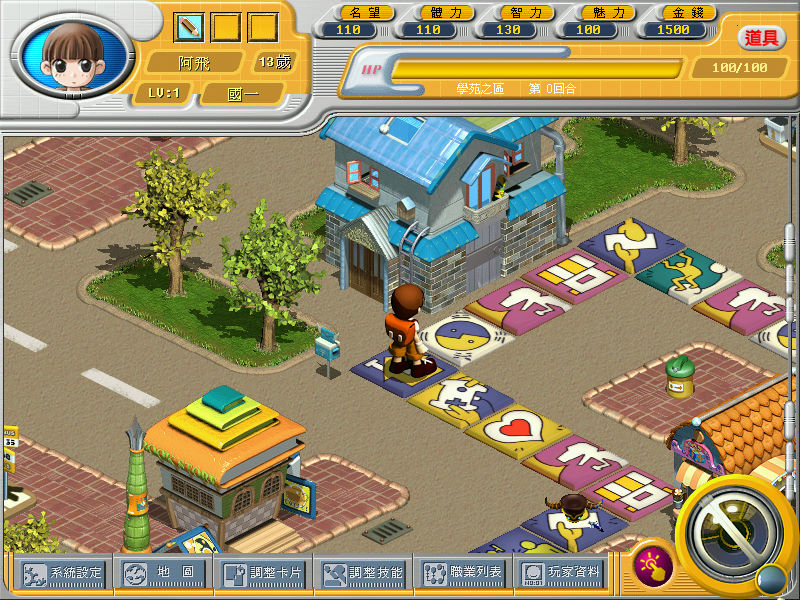 名望 體力 智力 魅力 金錢
110 110 130 100 1500
道具
阿飛 13歲
HP 100/100
LV:1 國一
學苑之區 第 0回合
系統設定 地圖 調整卡片 調整技能 職業列表 玩家資料